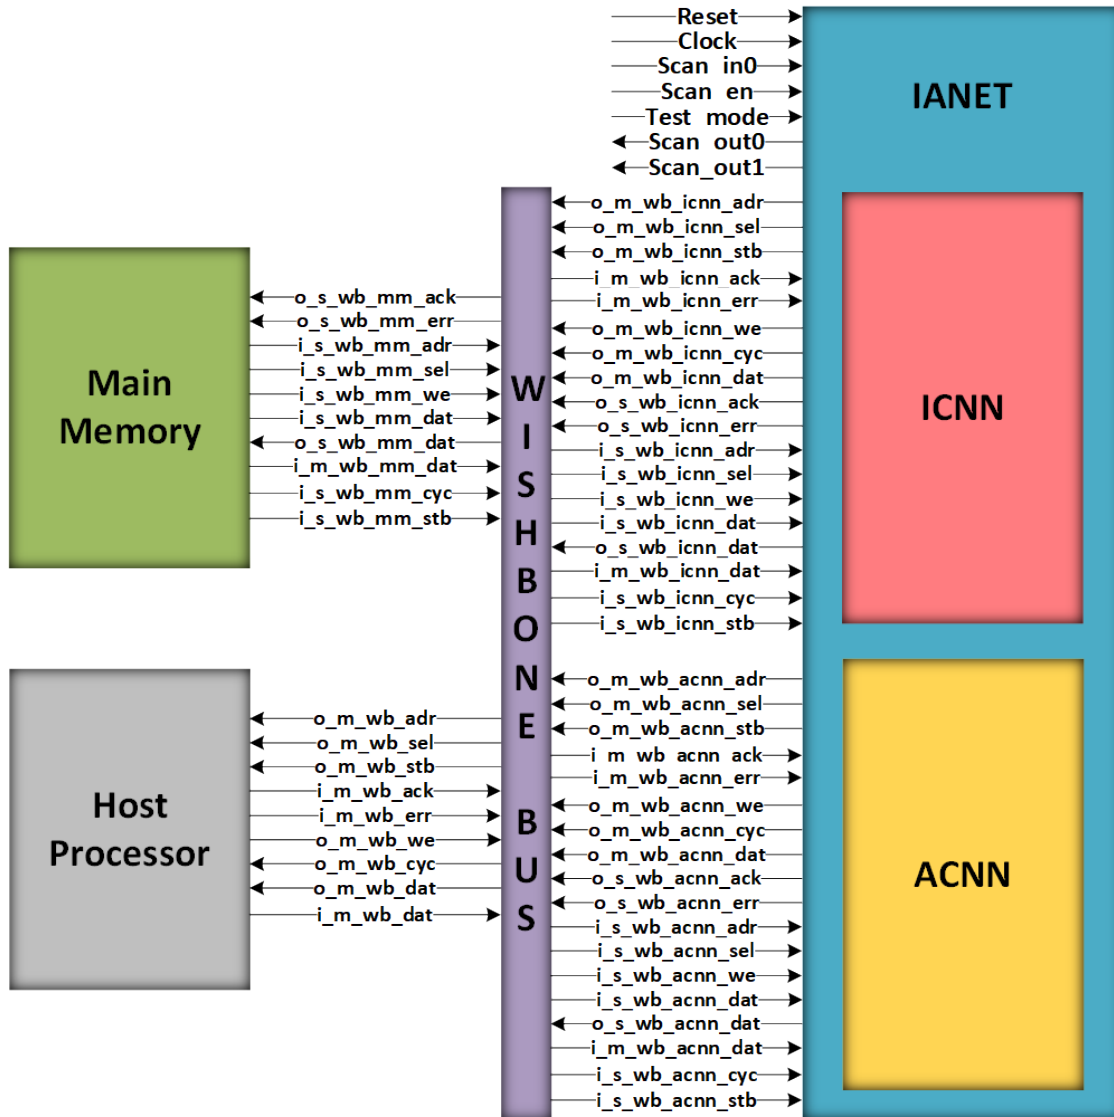 Reset
Clock
Scan in0
Scan en
Test mode
Scan out0
Scan_out1
IANET
ICNN
ACNN
Main
Memory
Host
Processor
WISHBONE BUS
o_s_wb_mm_ack
o_s_wb_mm_err
i_s_wb_mm_adr
i_s_wb_mm_sel
i_s_wb_mm_we
i_s_wb_mm_dat
o_s_wb_mm_dat
i_m_wb_mm_dat
i_s_wb_mm_cyc
i_s_wb_mm_stb
o_m_wb_adr
o_m_wb_sel
o_m_wb_stb
i_m_wb_ack
i_m_wb_err
o_m_wb_we
o_m_wb_cyc
o_m_wb_dat
i_m_wb_dat
o_m_wb_icnn_adr
o_m_wb_icnn_sel
o_m_wb_icnn_stb
i_m_wb_icnn_ack
i_m_wb_icnn_err
o_m_wb_icnn_we
o_m_wb_icnn_cyc
o_m_wb_icnn_dat
o_s_wb_icnn_ack
o_s_wb_icnn_err
i_s_wb_icnn_adr
i_s_wb_icnn_sel
i_s_wb_icnn_we
i_s_wb_icnn_dat
o_s_wb_icnn_dat
i_m_wb_icnn_dat
i_s_wb_icnn_cyc
i_s_wb_icnn_stb
o_m_wb_acnn_adr
o_m_wb_acnn_sel
o_m_wb_acnn_stb
i m wb acnn ack
i_m_wb_acnn_err
o_m_wb_acnn_we
o_m_wb_acnn_cyc
o_m_wb_acnn_dat
o_s_wb_acnn_ack
o_s_wb_acnn_err
i_s_wb_acnn_adr
i_s_wb_acnn_sel
i_s_wb_acnn_we
i_s_wb_acnn_dat
o_s_wb_acnn_dat
i_m_wb_acnn_dat
i_s_wb_acnn_cyc
i_s_wb_acnn_stb